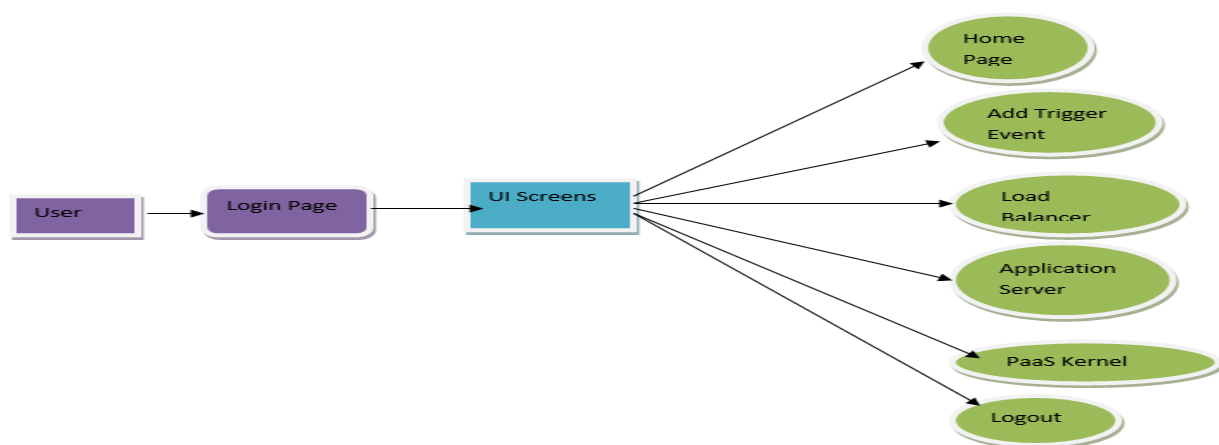 User
Login Page
UI Screens
Home
Page
Add Trigger
Event
Load
Balancer
Application
Server
PaaS Kernel
Logout